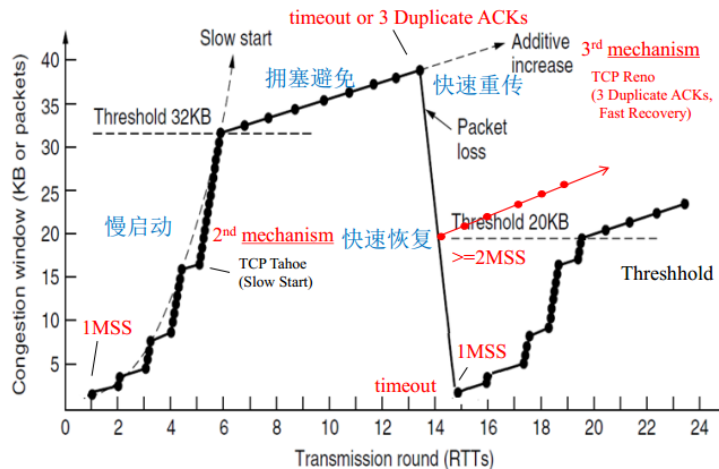 timeout or 3 Duplicate ACKs
Slow start
Additive
increase
3rd mechanism
TCP Reno
(3 Duplicate ACKs,
Fast Recovery)
拥塞避免
快速重传
Threshold 32KB
Packet
loss
慢启动
2nd mechanism
TCP Tahoe
(Slow Start)
快速恢复
Threshold 20KB
>=2MSS
Threshhold
1MSS
1MSS
timeout
Congestion window (KB or packets)
40
35
30
25
20
15
10
5
0 2 4 6 8 10 12 14 16 18 20 22 24
Transmission round (RTTs)